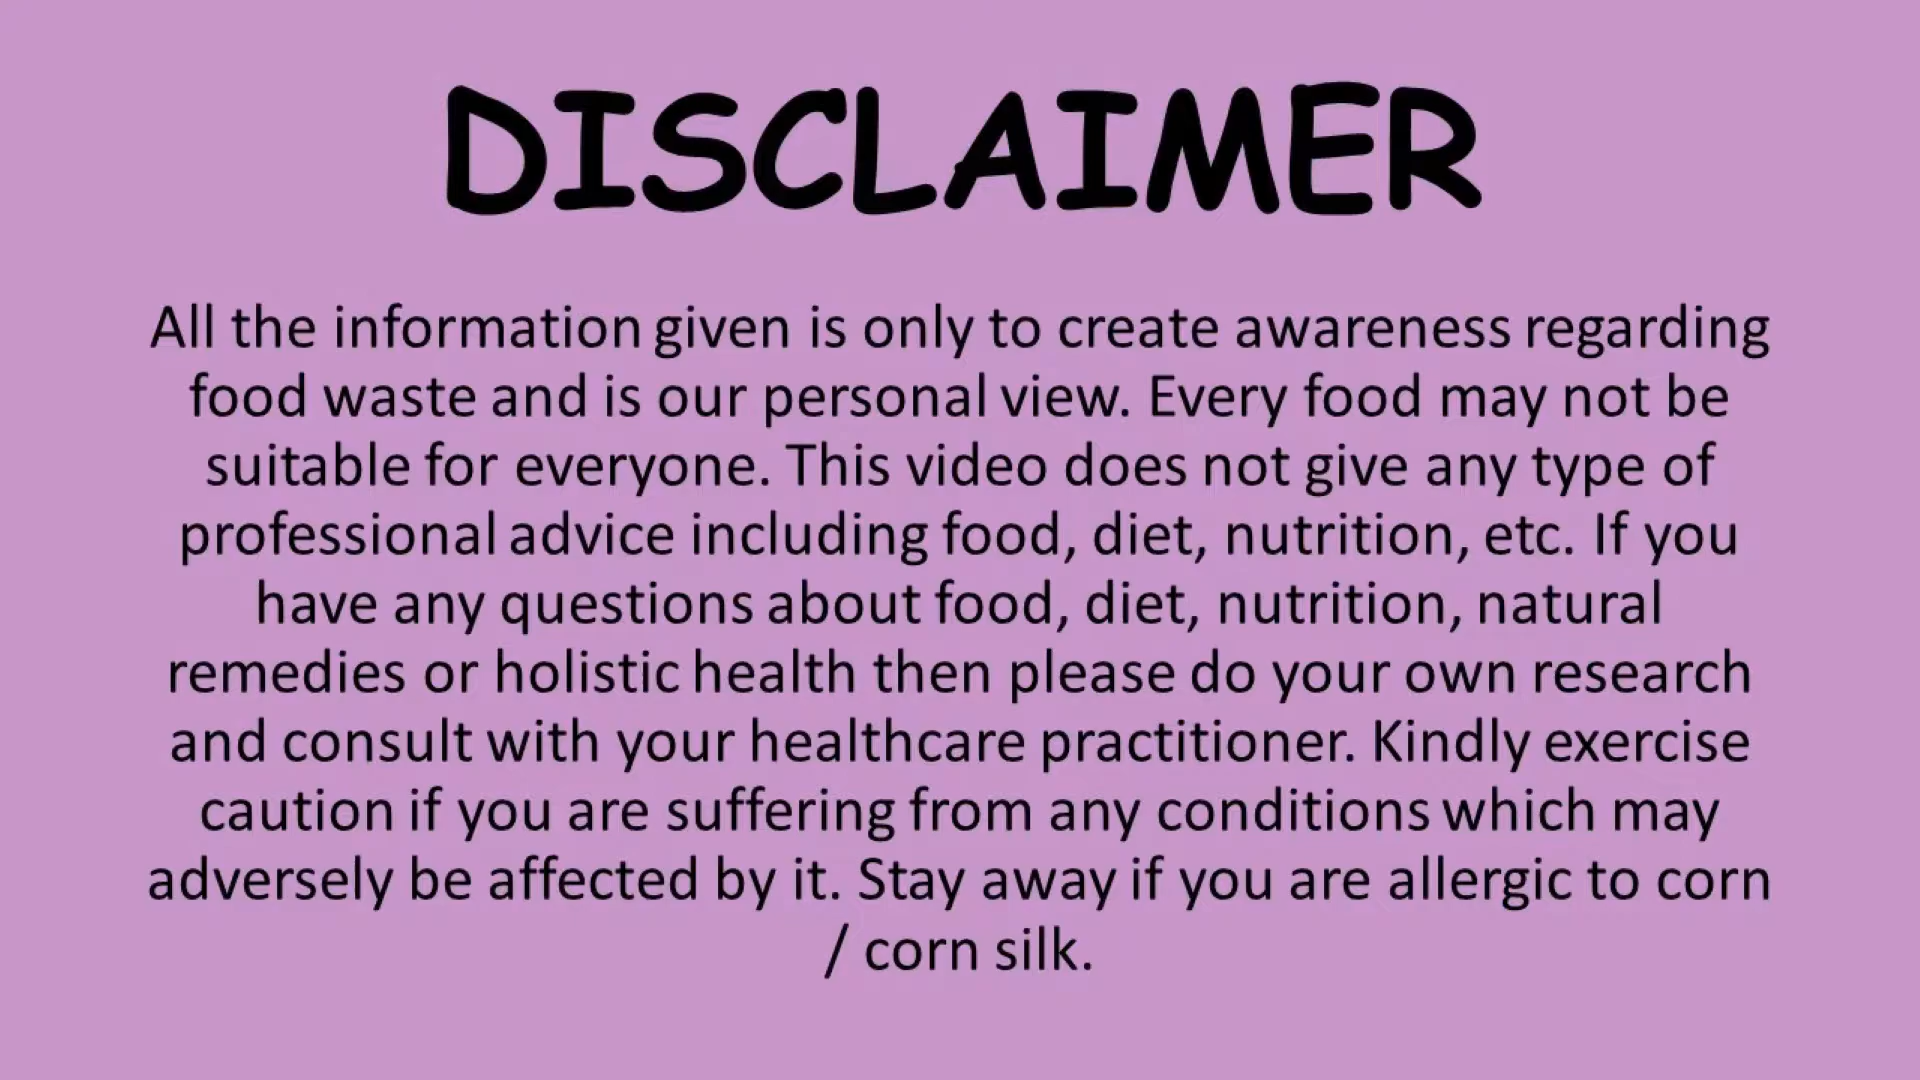 DISCLAIMER
All the information given is only to create awareness regarding
food waste and is our personal view. Every food may not be
suitable for everyone. This video does not give any type of
professional advice including food, diet, nutrition, etc. If you
have any questions about food, diet, nutrition, natural
remedies or holistic health then please do your own research
and consult with your healthcare practitioner. Kindly exercise
caution if you are suffering from any conditions which may
adversely be affected by it. Stay away if you are allergic to corn
/ corn silk.